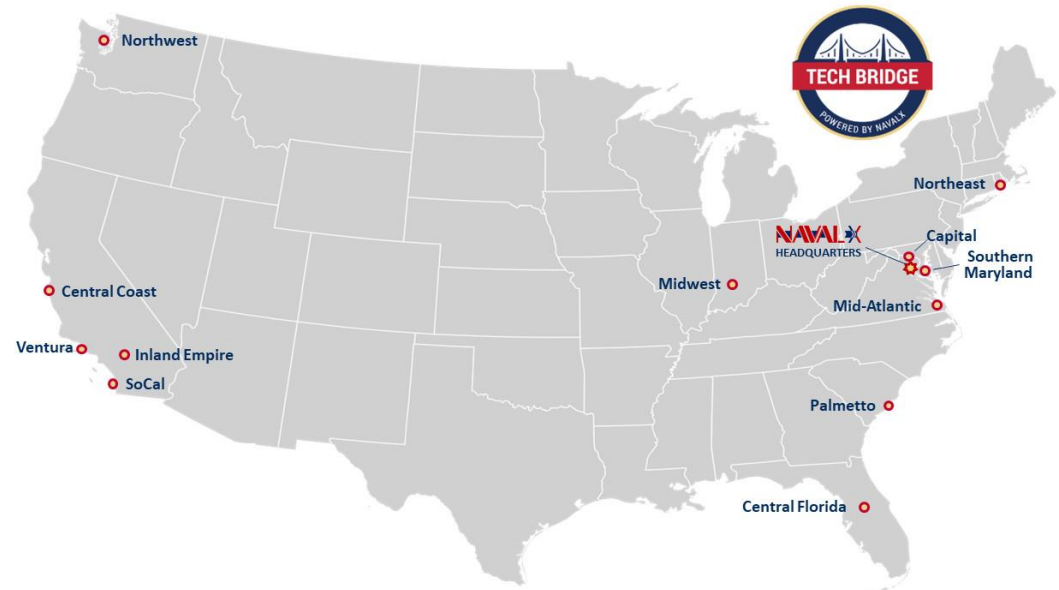 Northwest
TECH BRIDGE
POWERED BY NAVALX
Northeast
NAVALX
HEADQUARTERS
Capital
Southern
Maryland
Midwest
Central Coast
Mid-Atlantic
Ventura
Inland Empire
SoCal
Palmetto
Central Florida